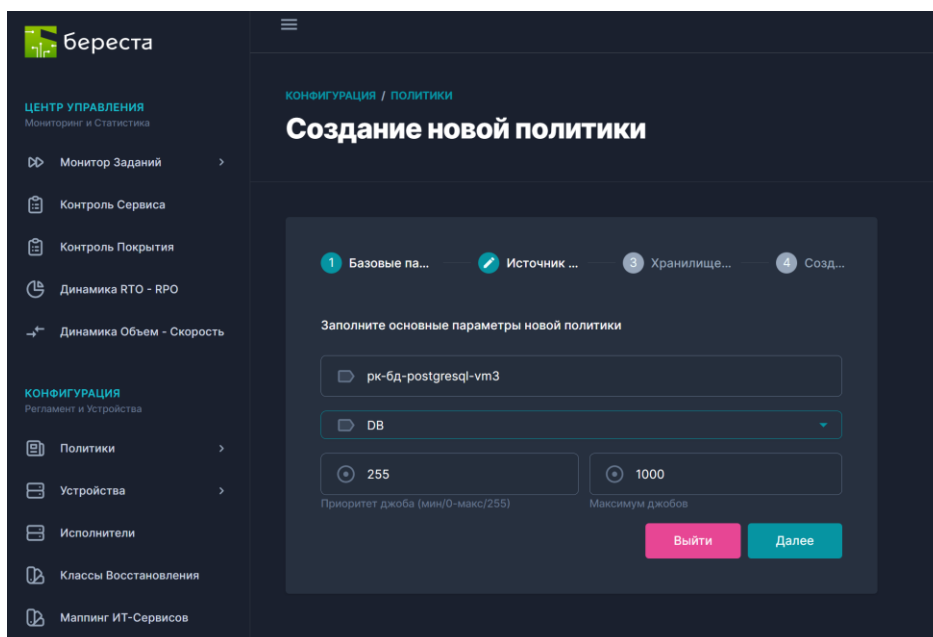 береста
ЦЕНТР УПРАВЛЕНИЯ
Мониторинг и Статистика
Монитор Заданий
Контроль Сервиса
Контроль Покрытия
Динамика RTO - RPO
Динамика Объем - Скорость
КОНФИГУРАЦИЯ
Регламент и Устройства
Политики
Устройства
Исполнители
Классы Восстановления
Маппинг ИТ-Сервисов
КОНФИГУРАЦИЯ / ПОЛИТИКИ
Создание новой политики
1 Базовые па... Источник ... 3 Хранилище... 4 Созд...
Заполните основные параметры новой политики
рк-бд-postgresql-vm3
DB
255 1000
Приоритет джоба (мин/0-макс/255) Максимум джобов
Выйти Далее